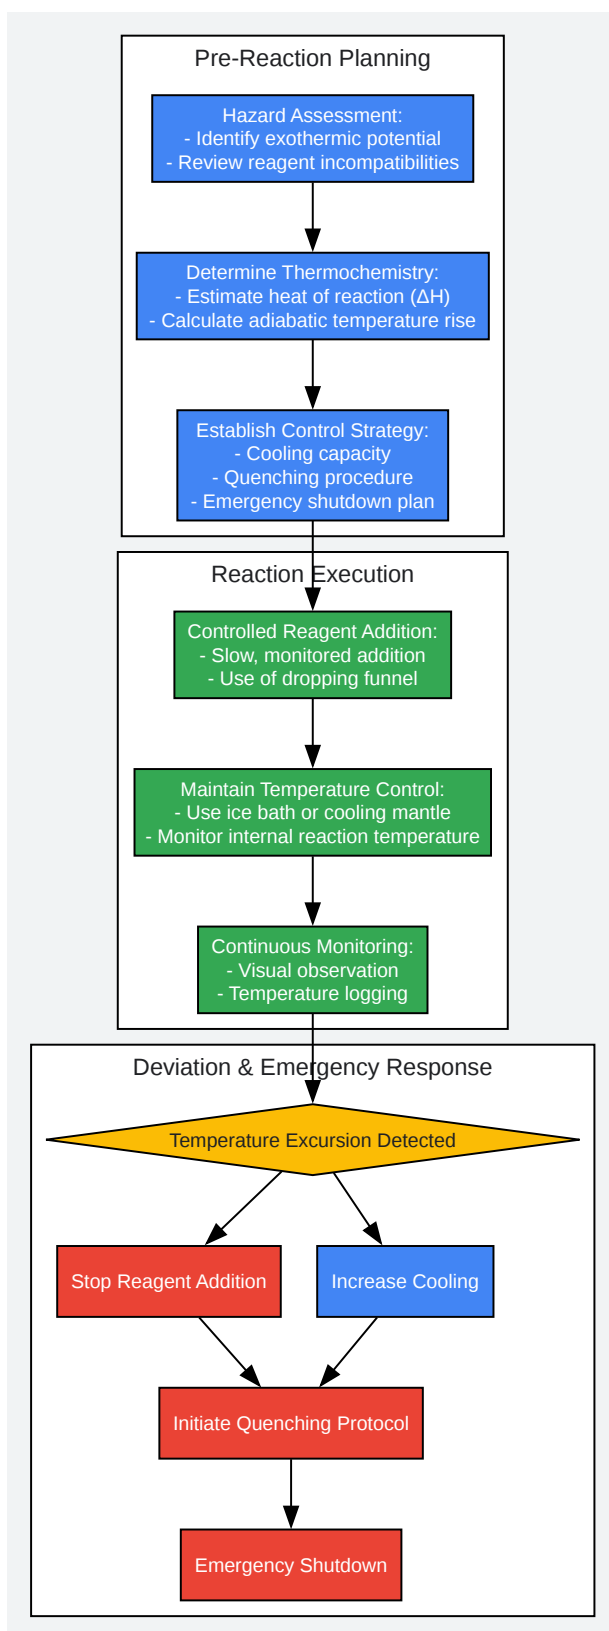 Pre-Reaction Planning
Hazard Assessment:
- Identify exothermic potential
- Review reagent incompatibilities
Determine Thermochemistry:
- Estimate heat of reaction (ΔH)
- Calculate adiabatic temperature rise
Establish Control Strategy:
- Cooling capacity
- Quenching procedure
- Emergency shutdown plan
Reaction Execution
Controlled Reagent Addition:
- Slow, monitored addition
- Use of dropping funnel
Maintain Temperature Control:
- Use ice bath or cooling mantle
- Monitor internal reaction temperature
Continuous Monitoring:
- Visual observation
- Temperature logging
Deviation & Emergency Response
Temperature Excursion Detected
Stop Reagent Addition
Increase Cooling
Initiate Quenching Protocol
Emergency Shutdown